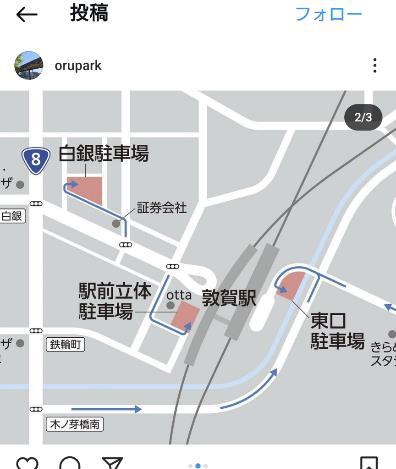 投稿
フォロー
orupark
2/3
8
白銀駐車場
ザ
証券会社
白銀
駅前立体
駐車場
otta
敦賀駅
東口
駐車場
ザ
鉄輪町
きらめ
スタジ
木ノ芽橋南